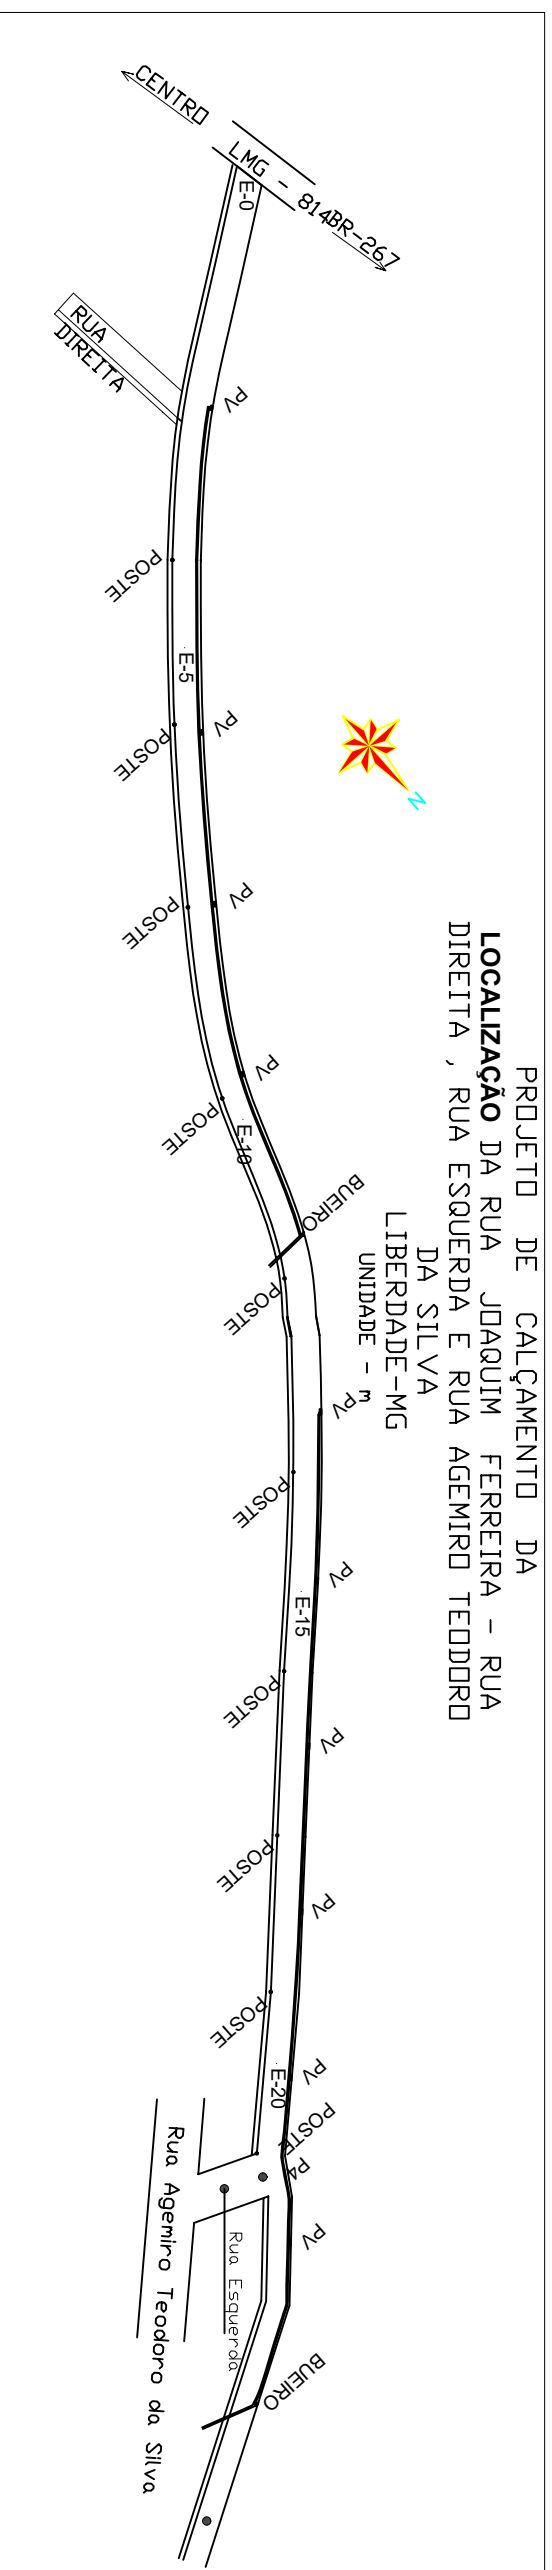 PROJETO DE CALÇAMENTO DA
LOCALIZAÇÃO DA RUA JOAQUIM FERREIRA - RUA
DIREITA , RUA ESQUERDA E RUA AGEMIRO TEODORO
DA SILVA
LIBERDADE-MG
UNIDADE - m
CENTRO
LMG - 814
BR-267
E-0
RUA
DIREITA
PV
POSTE
E-5
POSTE
PV
POSTE
PV
PV
POSTE
E-10
BUEIRO
POSTE
PV
POSTE
PV
E-15
POSTE
PV
POSTE
PV
POSTE
PV
E-20
POSTE
P4
PV
Rua Esquerda
Rua Agemiro Teodoro da Silva
BUEIRO
N